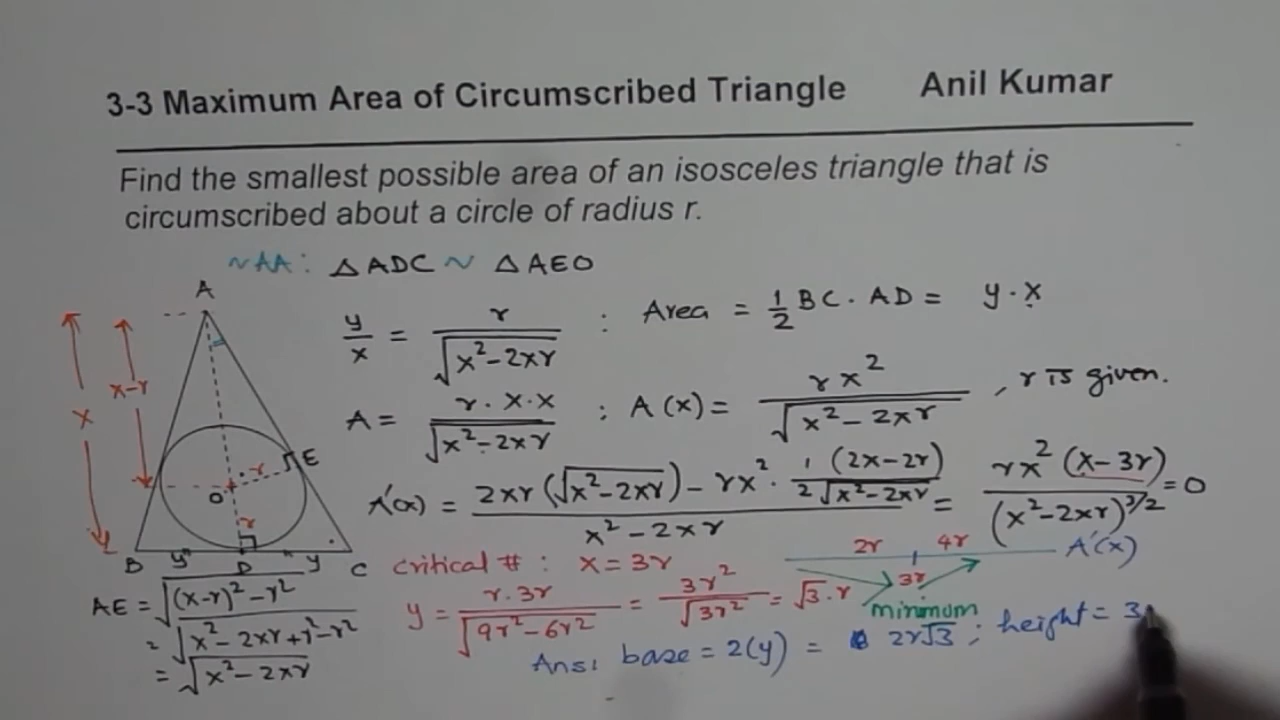 3-3 Maximum Area of Circumscribed Triangle Anil Kumar
Find the smallest possible area of an isosceles triangle that is
circumscribed about a circle of radius r.
~AA: △ADC ~ △AEO
A
x
x-r
r
E
O
r
B y" D " y C
AE = √((x-r)²-r²)
= √(x²-2xr+r²-r²)
= √(x²-2xr)
y/x = r/√(x²-2xr) : Area = 1/2 BC. AD = y.x
A = r.x.x/√(x²-2xr) ; A(x) = rx²/√(x²-2xr) , r is given.
A'(x) = (2xr(√(x²-2xr)) - rx². 1/2 (2x-2r)/√(x²-2xr))/(x²-2xr) = rx²(x-3r)/(x²-2xr)^3/2 = 0
critical #: x = 3r
2r 4r A'(x)
3r
minimum
y = r.3r/√(9r²-6r²) = 3r²/√(3r²) = √3.r
Ans: base = 2(y) = 2r√3 ; height = 3